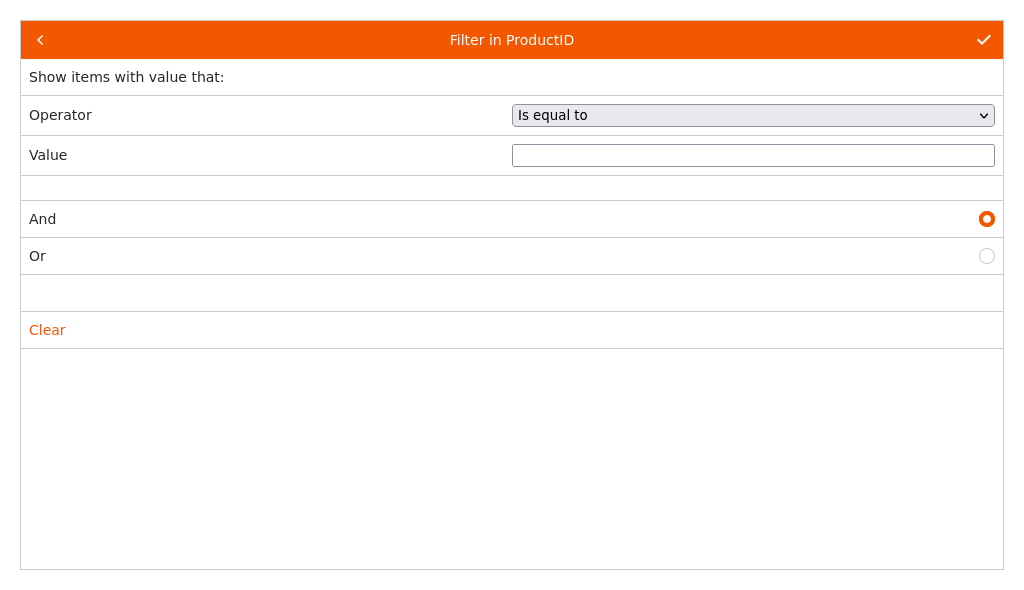 Filter in ProductID
Show items with value that:
Operator
Is equal to
Value
And
Or
Clear